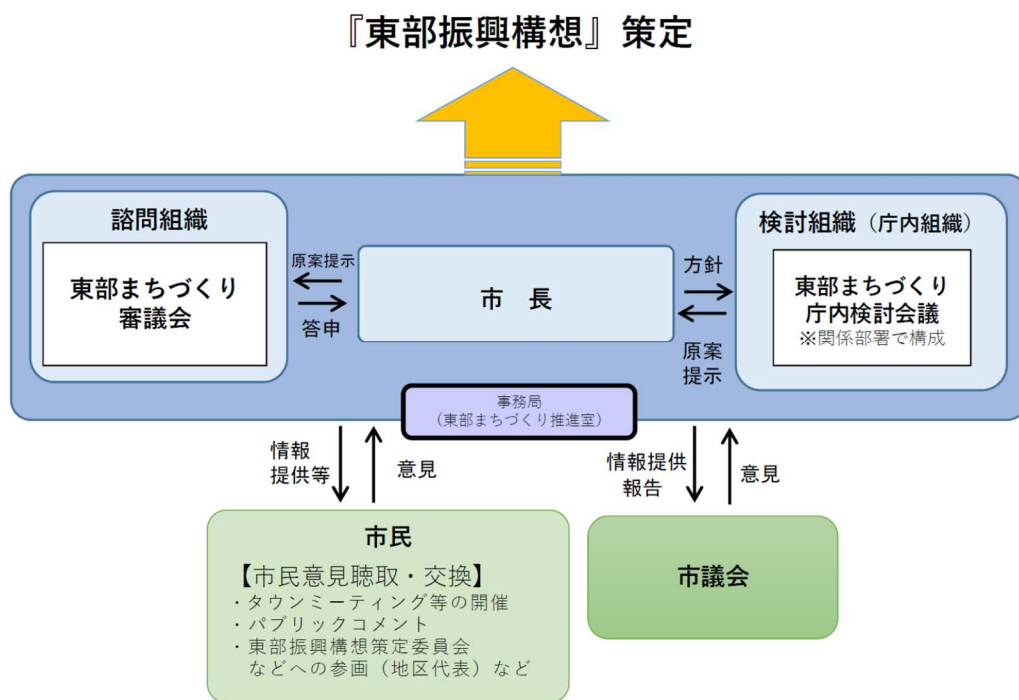 『東部振興構想』策定
諮問組織
東部まちづくり
審議会
原案提示
答申
市　長
方針
原案
提示
検討組織（庁内組織）
東部まちづくり
庁内検討会議
※関係部署で構成
事務局
（東部まちづくり推進室）
情報
提供等
意見
情報提供
報告
意見
市民
【市民意見聴取・交換】
・タウンミーティング等の開催
・パブリックコメント
・東部振興構想策定委員会
などへの参画（地区代表）など
市議会